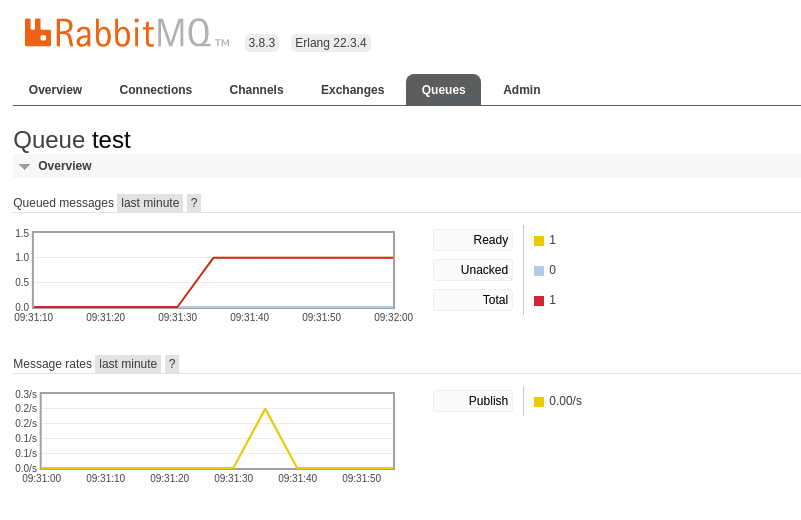 RabbitMQ TM 3.8.3 Erlang 22.3.4
Overview Connections Channels Exchanges Queues Admin
Queue test
Overview
Queued messages last minute ?
1.5
1.0
0.5
0.0
09:31:10 09:31:20 09:31:30 09:31:40 09:31:50 09:32:00
Ready 1
Unacked 0
Total 1
Message rates last minute ?
0.3/s
0.2/s
0.2/s
0.1/s
0.1/s
0.0/s
09:31:00 09:31:10 09:31:20 09:31:30 09:31:40 09:31:50
Publish 0.00/s